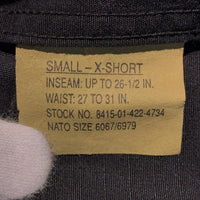 SMALL – X-SHORT
INSEAM: UP TO 26-1/2 IN.
WAIST: 27 TO 31 IN.
STOCK NO. 8415-01-422-4734
NATO SIZE 6067/6979